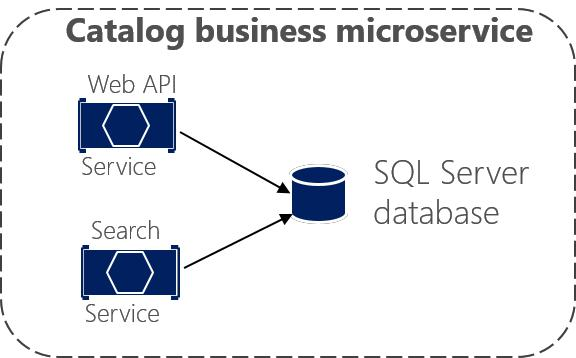 Catalog business microservice
Web API
Service
SQL Server
database
Search
Service